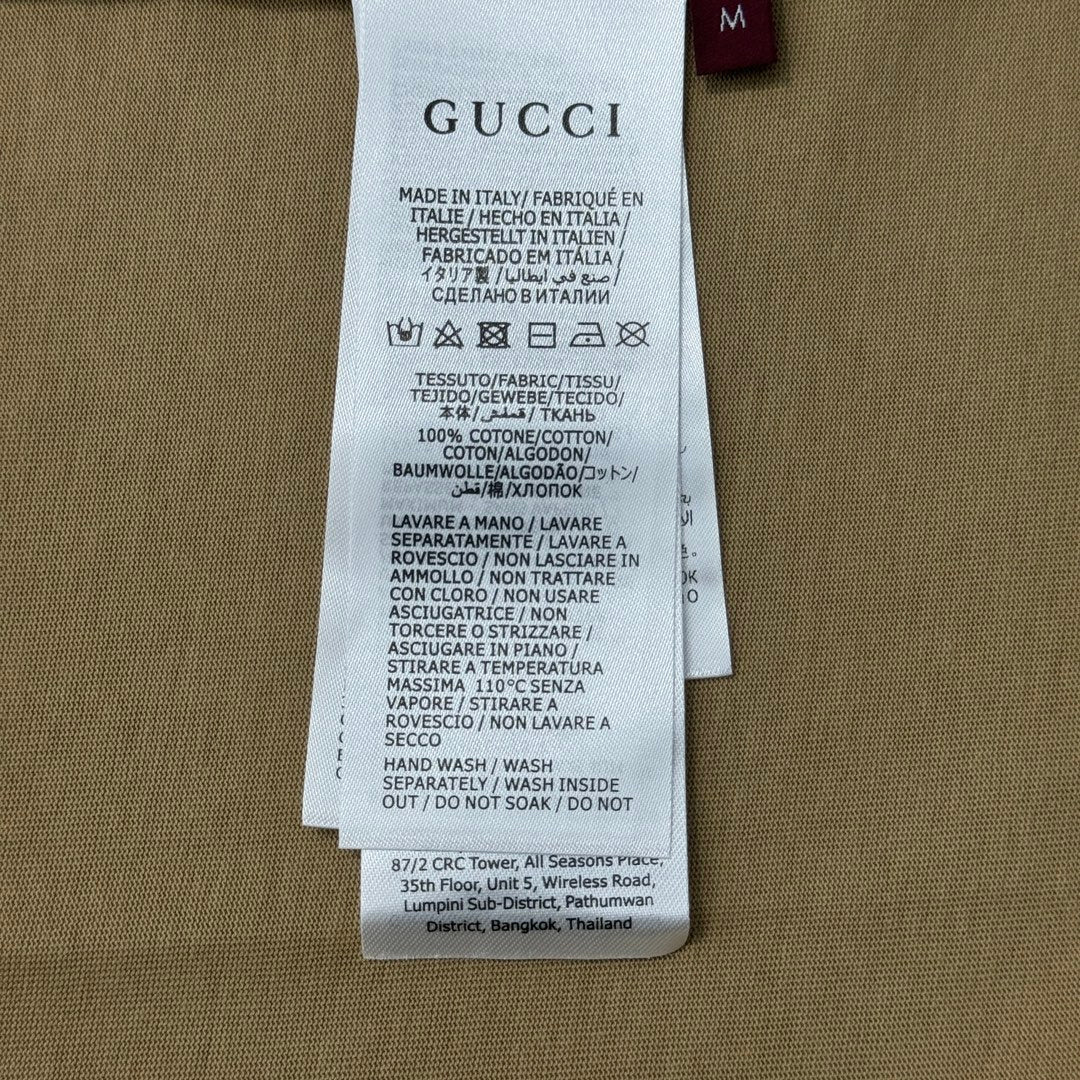 M
GUCCI
MADE IN ITALY/ FABRIQUÉ EN
ITALIE / HECHO EN ITALIA /
HERGESTELLT IN ITALIEN /
FABRICADO EM ITÁLIA /
イタリア製 / صنع في ايطاليا /
СДЕЛАНО В ИТАЛИИ
TESSUTO/FABRIC/TISSU/
TEJIDO/GEWEBE/TECIDO/
本体/ / ТКАНЬ
100% COTONE/COTTON/
COTON/ALGODON/
BAUMWOLLE/ALGODÃO/コットン/
قطن/棉/ХЛОПОК
LAVARE A MANO / LAVARE
SEPARATAMENTE / LAVARE A
ROVESCIO / NON LASCIARE IN
AMMOLLO / NON TRATTARE
CON CLORO / NON USARE
ASCIUGATRICE / NON
TORCERE O STRIZZARE /
ASCIUGARE IN PIANO /
STIRARE A TEMPERATURA
MASSIMA 110°C SENZA
VAPORE / STIRARE A
ROVESCIO / NON LAVARE A
SECCO
HAND WASH / WASH
SEPARATELY / WASH INSIDE
OUT / DO NOT SOAK / DO NOT
87/2 CRC Tower, All Seasons Place,
35th Floor, Unit 5, Wireless Road,
Lumpini Sub-District, Pathumwan
District, Bangkok, Thailand